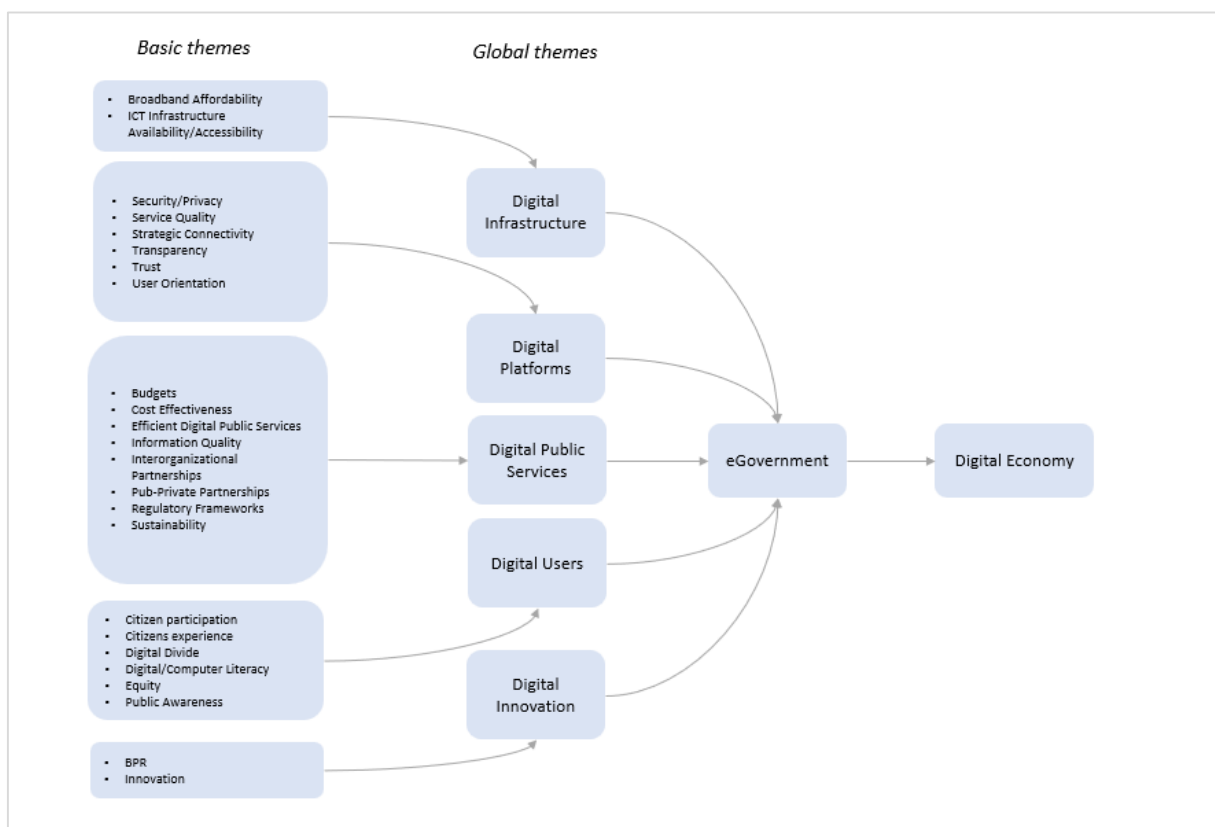 Basic themes
Global themes
Broadband Affordability
ICT Infrastructure
Availability/Accessibility
Security/Privacy
Service Quality
Strategic Connectivity
Transparency
Trust
User Orientation
Budgets
Cost Effectiveness
Efficient Digital Public Services
Information Quality
Interorganizational
Partnerships
Pub-Private Partnerships
Regulatory Frameworks
Sustainability
Citizen participation
Citizens experience
Digital Divide
Digital/Computer Literacy
Equity
Public Awareness
BPR
Innovation
Digital
Infrastructure
Digital
Platforms
Digital Public
Services
Digital Users
Digital
Innovation
eGovernment
Digital Economy